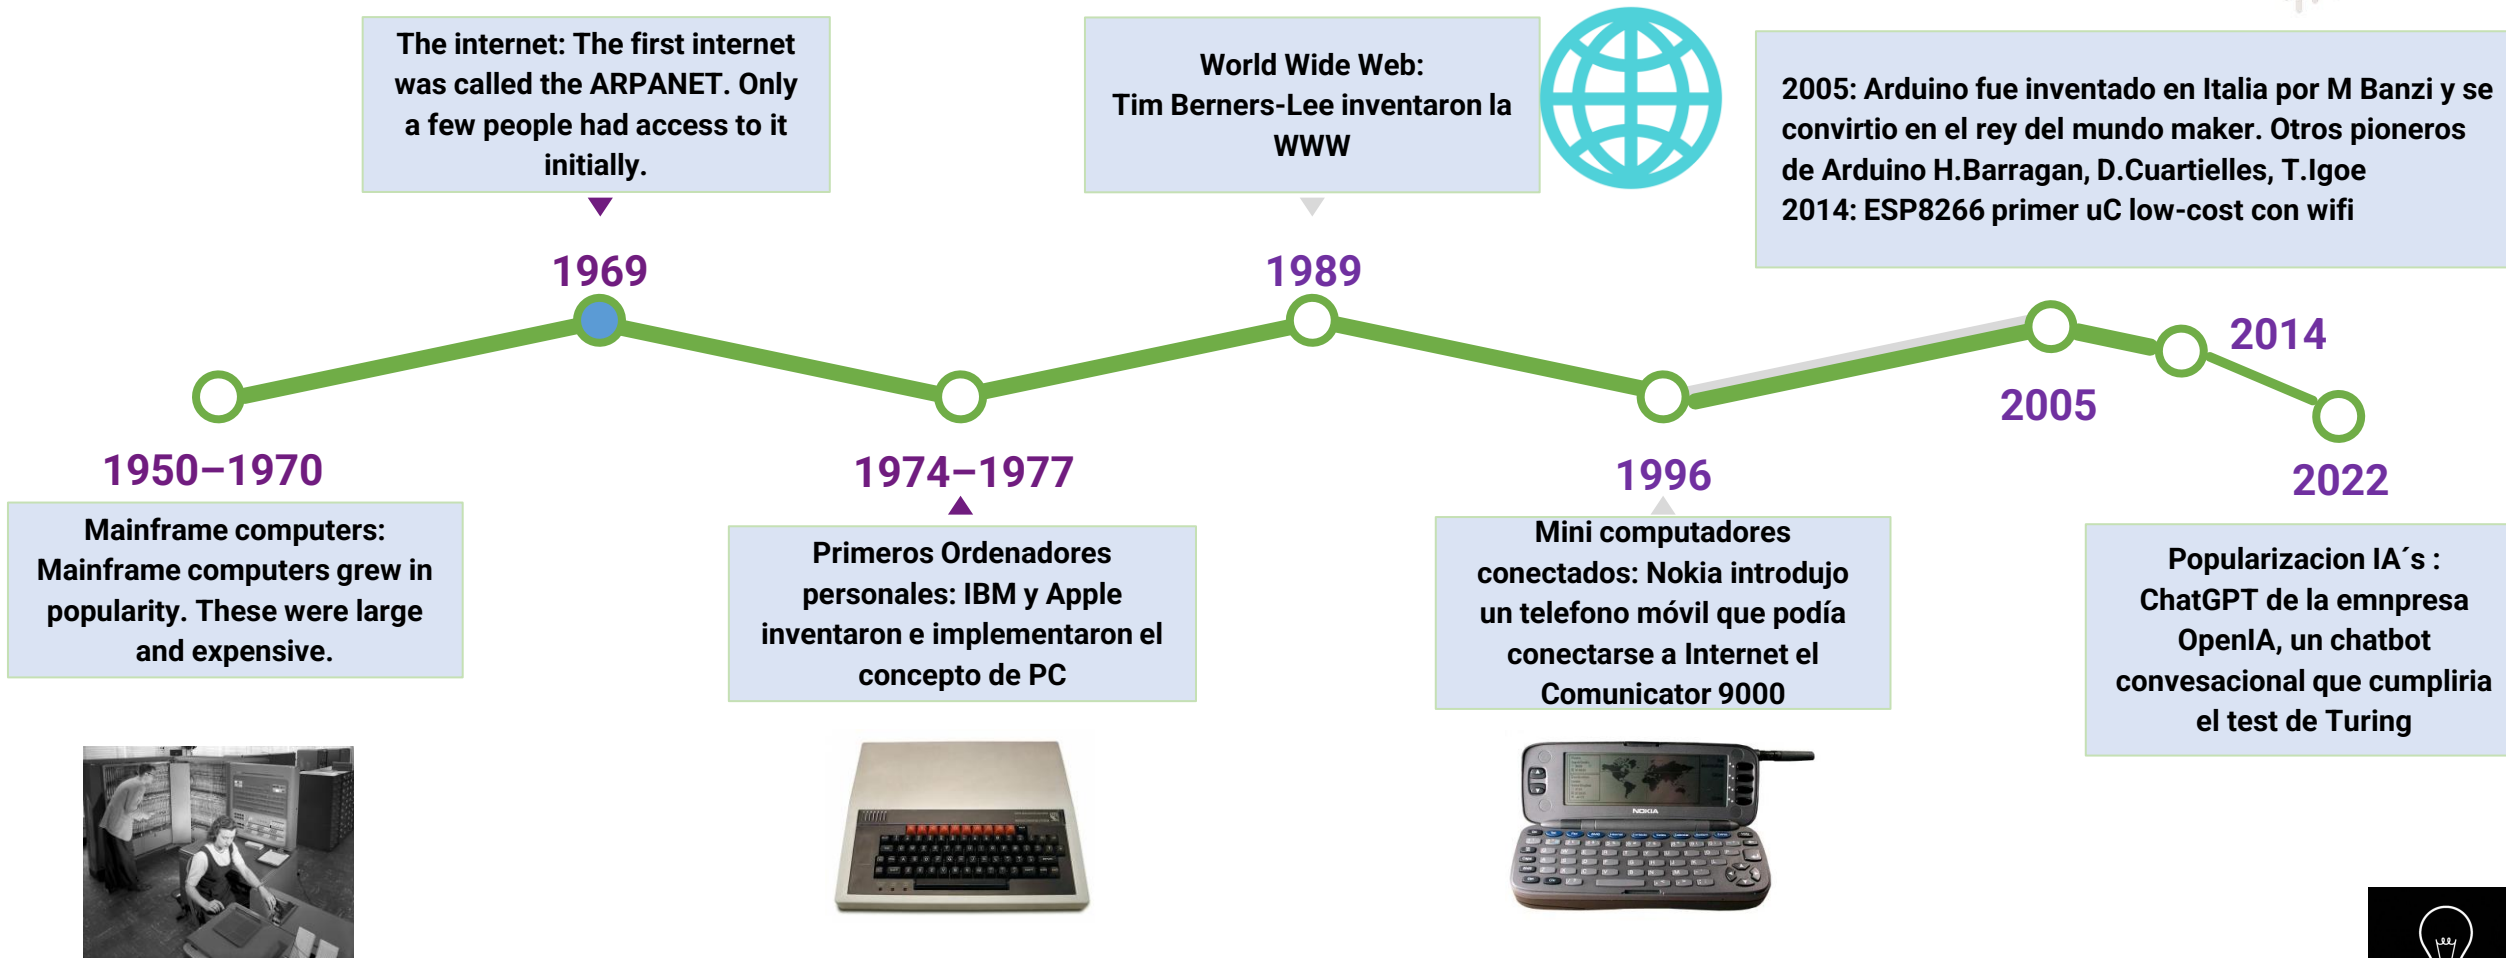 The internet: The first internet
was called the ARPANET. Only
a few people had access to it
initially.
1969
World Wide Web:
Tim Berners-Lee inventaron la
WWW
1989
2005: Arduino fue inventado en Italia por M Banzi y se
convirtio en el rey del mundo maker. Otros pioneros
de Arduino H.Barragan, D.Cuartielles, T.Igoe
2014: ESP8266 primer uC low-cost con wifi
2014
2005
1950–1970
Mainframe computers:
Mainframe computers grew in
popularity. These were large
and expensive.
1974–1977
Primeros Ordenadores
personales: IBM y Apple
inventaron e implementaron el
concepto de PC
1996
Mini computadores
conectados: Nokia introdujo
un telefono móvil que podía
conectarse a Internet el
Comunicator 9000
NOKIA
2022
Popularizacion IA´s :
ChatGPT de la emnpresa
OpenIA, un chatbot
convesacional que cumpliria
el test de Turing